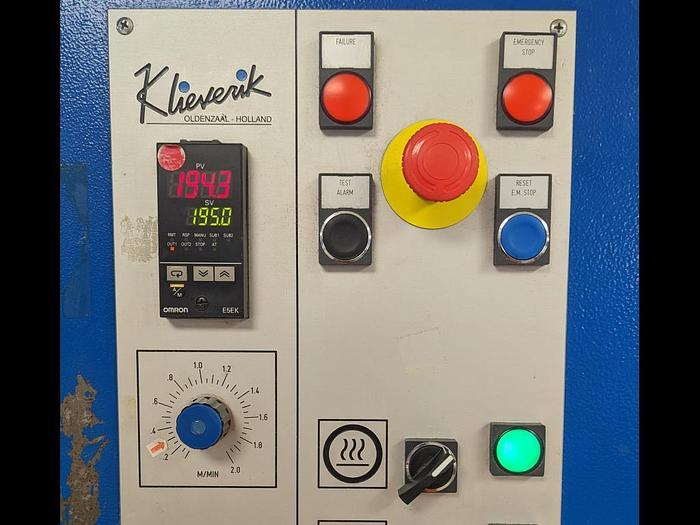 Klieverik
OLDENZAAL - HOLLAND
PV
194.3
SV
195.0
RMT RSP MANU SUB1 SUB2
OUT1 OUT2 STOP AT
A/M
OMRON E5EK
.2 .4 .6 .8 1.0 1.2 1.4 1.6 1.8 2.0
M/MIN
FAILURE
EMERGENCY
STOP
TEST
ALARM
RESET
E.M. STOP